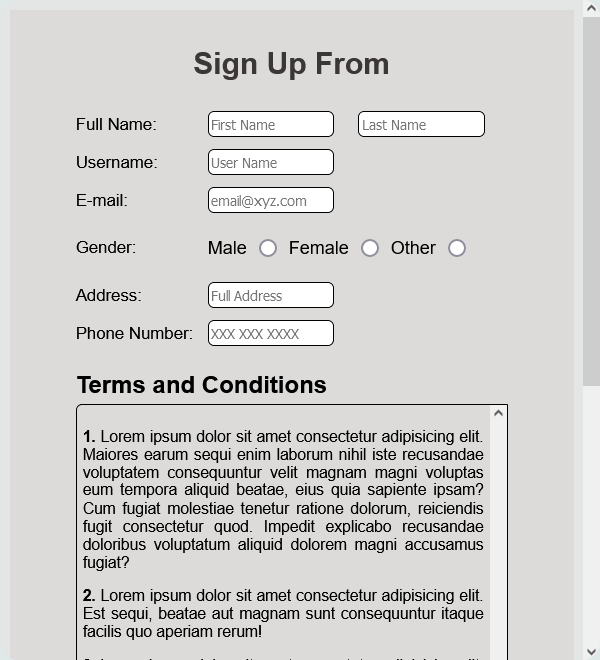 Sign Up From
Full Name: First Name Last Name
Username: User Name
E-mail: email@xyz.com
Gender: Male Female Other
Address: Full Address
Phone Number: XXX XXX XXXX
Terms and Conditions
1. Lorem ipsum dolor sit amet consectetur adipisicing elit.
Maiores earum sequi enim laborum nihil iste recusandae
voluptatem consequuntur velit magnam magni voluptas
eum tempora aliquid beatae, eius quia sapiente ipsam?
Cum fugiat molestiae tenetur ratione dolorum, reiciendis
fugit consectetur quod. Impedit explicabo recusandae
doloribus voluptatum aliquid dolorem magni accusamus
fugiat?
2. Lorem ipsum dolor sit amet consectetur adipisicing elit.
Est sequi, beatae aut magnam sunt consequuntur itaque
facilis quo aperiam rerum!